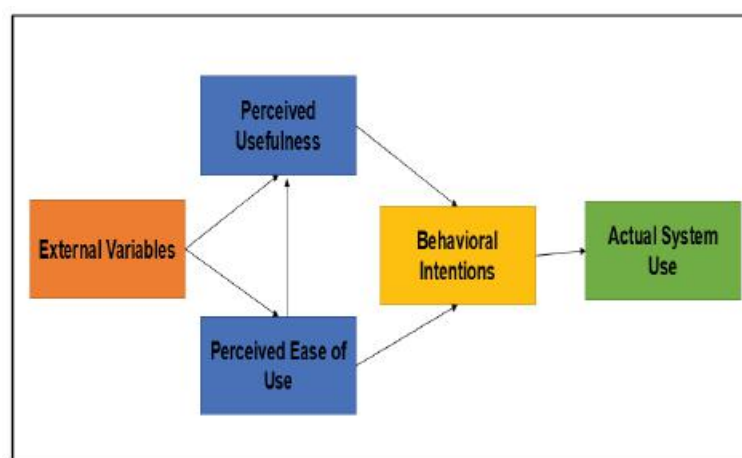 Perceived
Usefulness
External Variables
Behavioral
Intentions
Actual System
Use
Perceived Ease of
Use